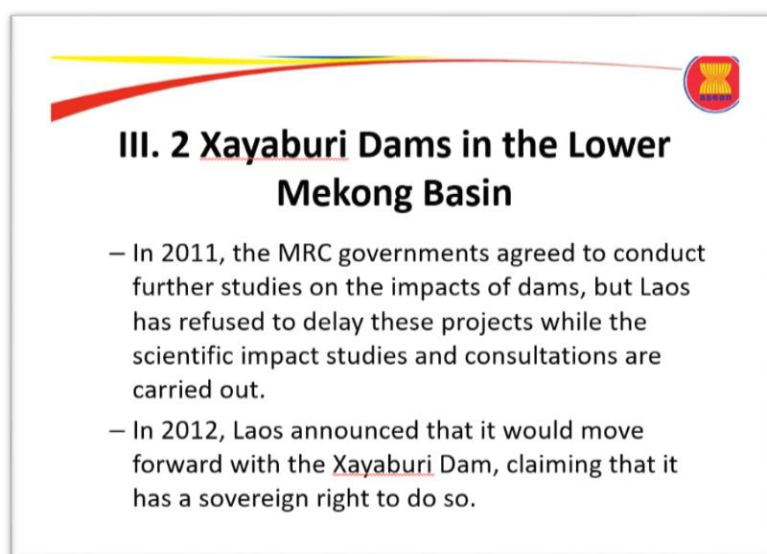 asean
III. 2 Xayaburi Dams in the Lower
Mekong Basin
– In 2011, the MRC governments agreed to conduct
further studies on the impacts of dams, but Laos
has refused to delay these projects while the
scientific impact studies and consultations are
carried out.
– In 2012, Laos announced that it would move
forward with the Xayaburi Dam, claiming that it
has a sovereign right to do so.